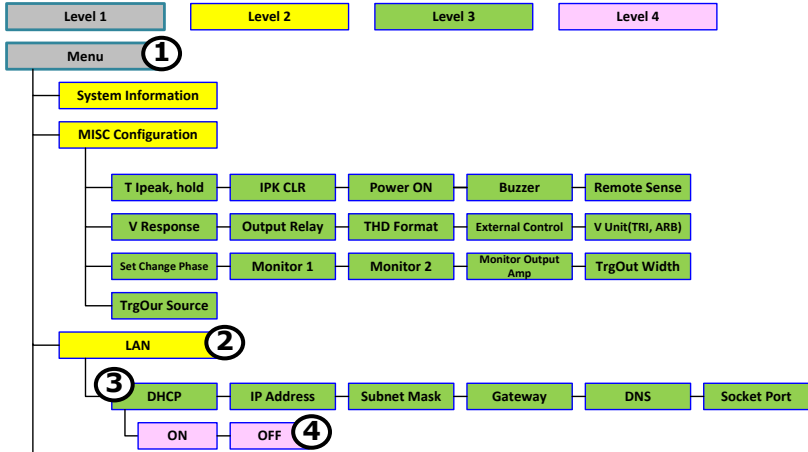 Level 1 Level 2 Level 3 Level 4
Menu 1
System Information
MISC Configuration
T Ipeak, hold IPK CLR Power ON Buzzer Remote Sense
V Response Output Relay THD Format External Control V Unit(TRI, ARB)
Set Change Phase Monitor 1 Monitor 2 Monitor Output Amp TrgOut Width
TrgOur Source
LAN 2
3 DHCP IP Address Subnet Mask Gateway DNS Socket Port
ON OFF 4